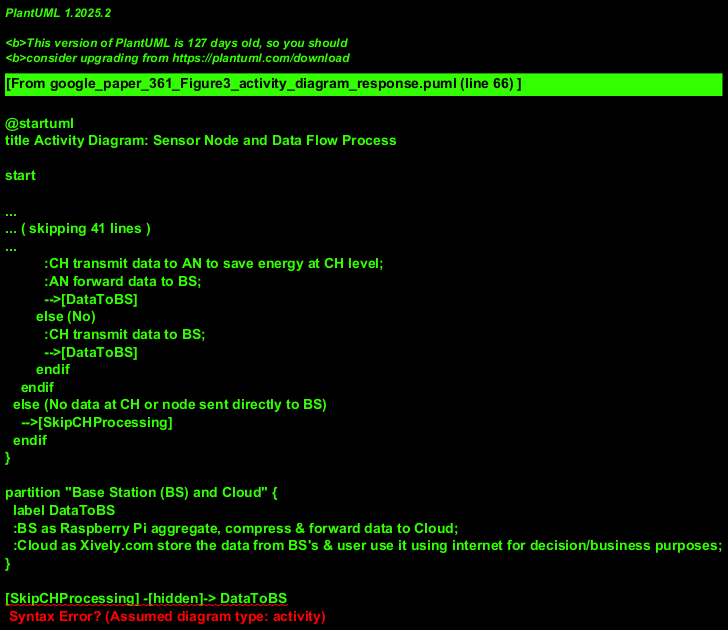 PlantUML 1.2025.2
<b>This version of PlantUML is 127 days old, so you should
<b>consider upgrading from https://plantuml.com/download
[From google_paper_361_Figure3_activity_diagram_response.puml (line 66) ]
@startuml
title Activity Diagram: Sensor Node and Data Flow Process
start
...
... ( skipping 41 lines )
...
:CH transmit data to AN to save energy at CH level;
:AN forward data to BS;
-->[DataToBS]
else (No)
:CH transmit data to BS;
-->[DataToBS]
endif
endif
else (No data at CH or node sent directly to BS)
-->[SkipCHProcessing]
endif
}
partition "Base Station (BS) and Cloud" {
label DataToBS
:BS as Raspberry Pi aggregate, compress & forward data to Cloud;
:Cloud as Xively.com store the data from BS's & user use it using internet for decision/business purposes;
}
[SkipCHProcessing] -[hidden]-> DataToBS
Syntax Error? (Assumed diagram type: activity)